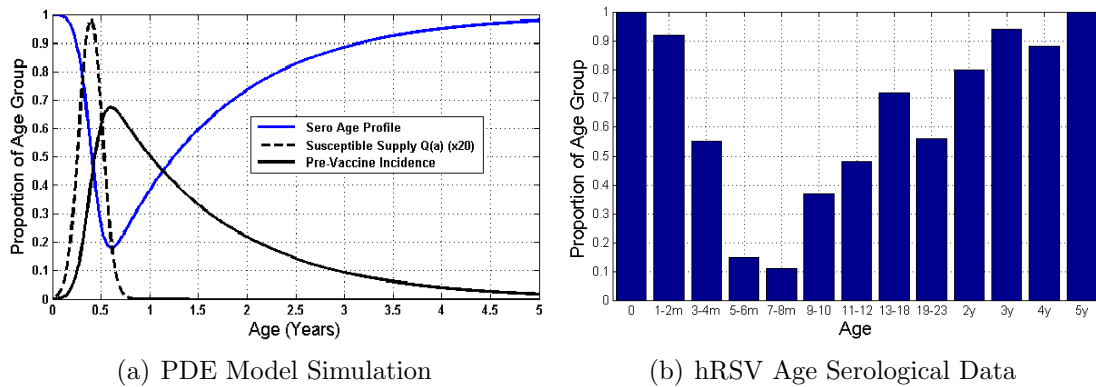 Proportion of Age Group
1
0.9
0.8
0.7
0.6
0.5
0.4
0.3
0.2
0.1
0
Sero Age Profile
Susceptible Supply Q(a) (x20)
Pre-Vaccine Incidence
0 0.5 1 1.5 2 2.5 3 3.5 4 4.5 5
Age (Years)
(a) PDE Model Simulation
Proportion of Age Group
1
0.9
0.8
0.7
0.6
0.5
0.4
0.3
0.2
0.1
0
0 1-2m 3-4m 5-6m 7-8m 9-10 11-12 13-18 19-23 2y 3y 4y 5y
Age
(b) hRSV Age Serological Data